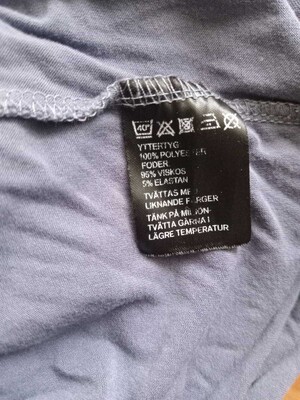 40°
YTTERTYG:
100% POLYESTER
FODER:
95% VISKOS
5% ELASTAN
TVÄTTAS MED
LIKNANDE FÄRGER
TÄNK PÅ MILJÖN-
TVÄTTA GÄRNA I
LÄGRE TEMPERATUR